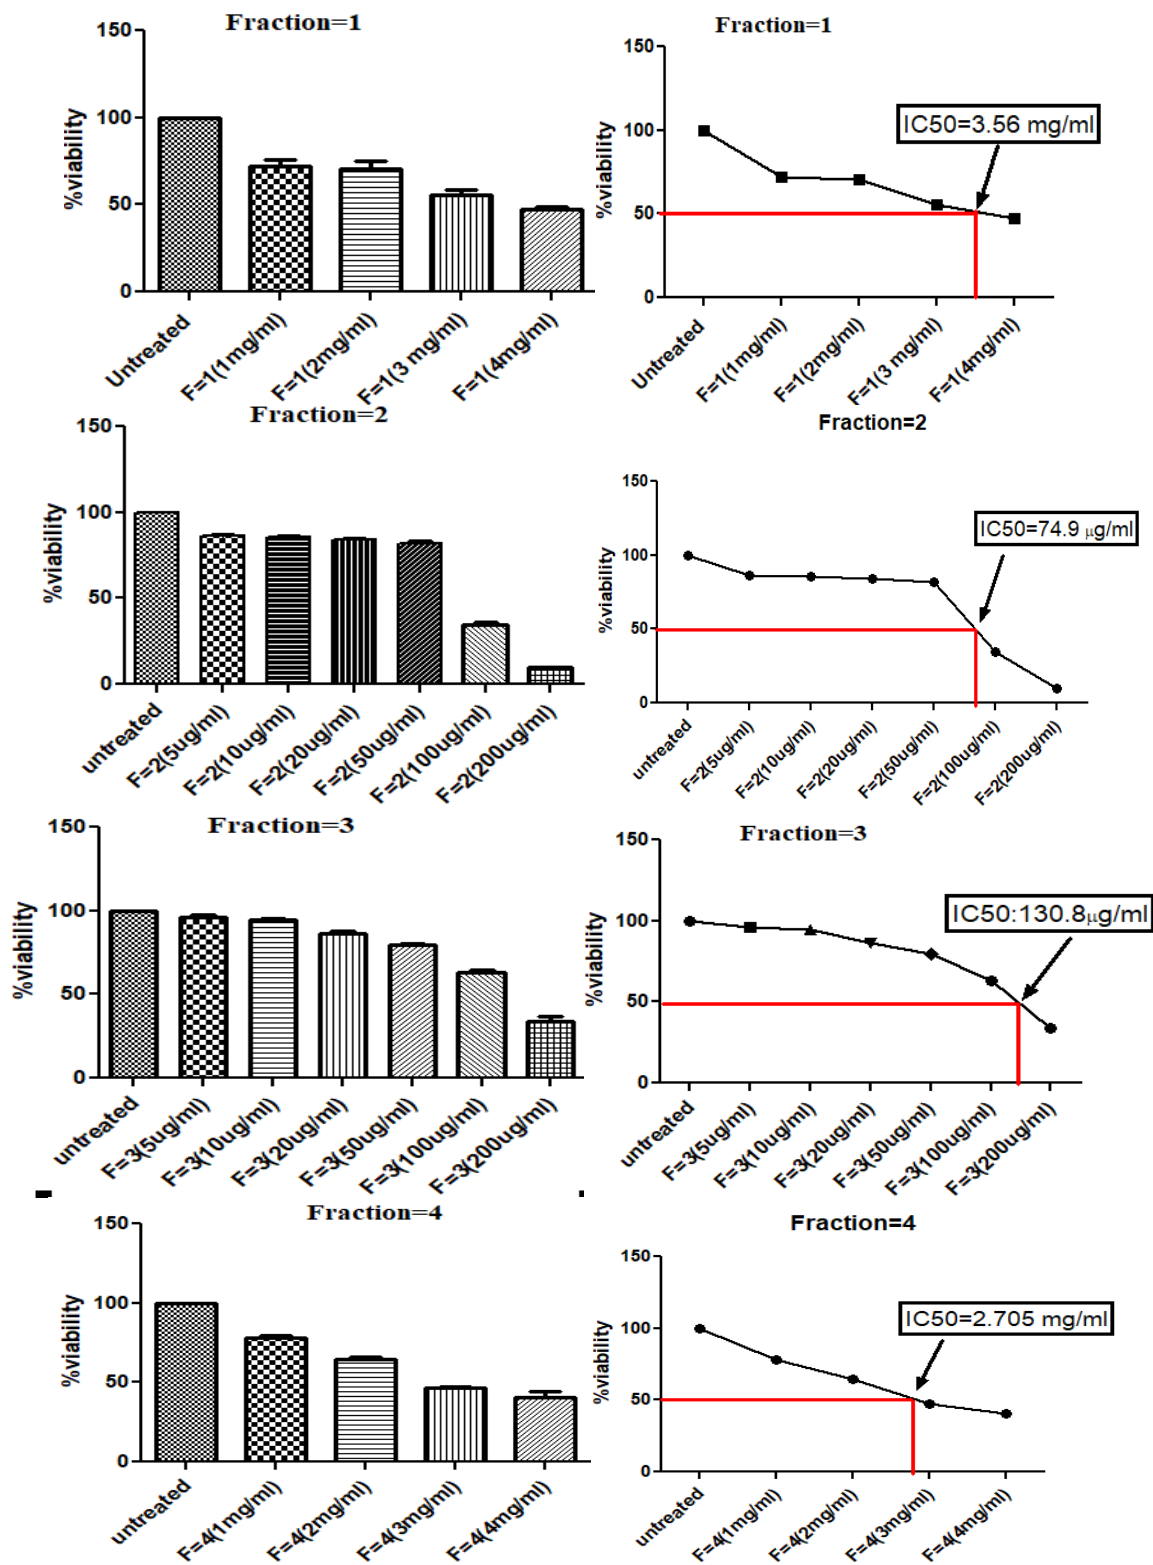 Fraction=1
150
100
50
0
%viability
Untreated
F=1(1mg/ml)
F=1(2mg/ml)
F=1(3 mg/ml)
F=1(4mg/ml)
Fraction=1
150
100
50
0
%viability
IC50=3.56 mg/ml
Untreated
F=1(1mg/ml)
F=1(2mg/ml)
F=1(3 mg/ml)
F=1(4mg/ml)
Fraction=2
150
100
50
0
%viability
untreated
F=2(5ug/ml)
F=2(10ug/ml)
F=2(20ug/ml)
F=2(50ug/ml)
F=2(100ug/ml)
F=2(200ug/ml)
Fraction=2
150
100
50
0
%viability
IC50=74.9 µg/ml
untreated
F=2(5ug/ml)
F=2(10ug/ml)
F=2(20ug/ml)
F=2(50ug/ml)
F=2(100ug/ml)
F=2(200ug/ml)
Fraction=3
150
100
50
0
%viability
untreated
F=3(5ug/ml)
F=3(10ug/ml)
F=3(20ug/ml)
F=3(50ug/ml)
F=3(100ug/ml)
F=3(200ug/ml)
Fraction=3
150
100
50
0
%viability
IC50:130.8µg/ml
untreated
F=3(5ug/ml)
F=3(10ug/ml)
F=3(20ug/ml)
F=3(50ug/ml)
F=3(100ug/ml)
F=3(200ug/ml)
Fraction=4
150
100
50
0
%viability
untreated
F=4(1mg/ml)
F=4(2mg/ml)
F=4(3mg/ml)
F=4(4mg/ml)
Fraction=4
150
100
50
0
%viability
IC50=2.705 mg/ml
untreated
F=4(1mg/ml)
F=4(2mg/ml)
F=4(3mg/ml)
F=4(4mg/ml)